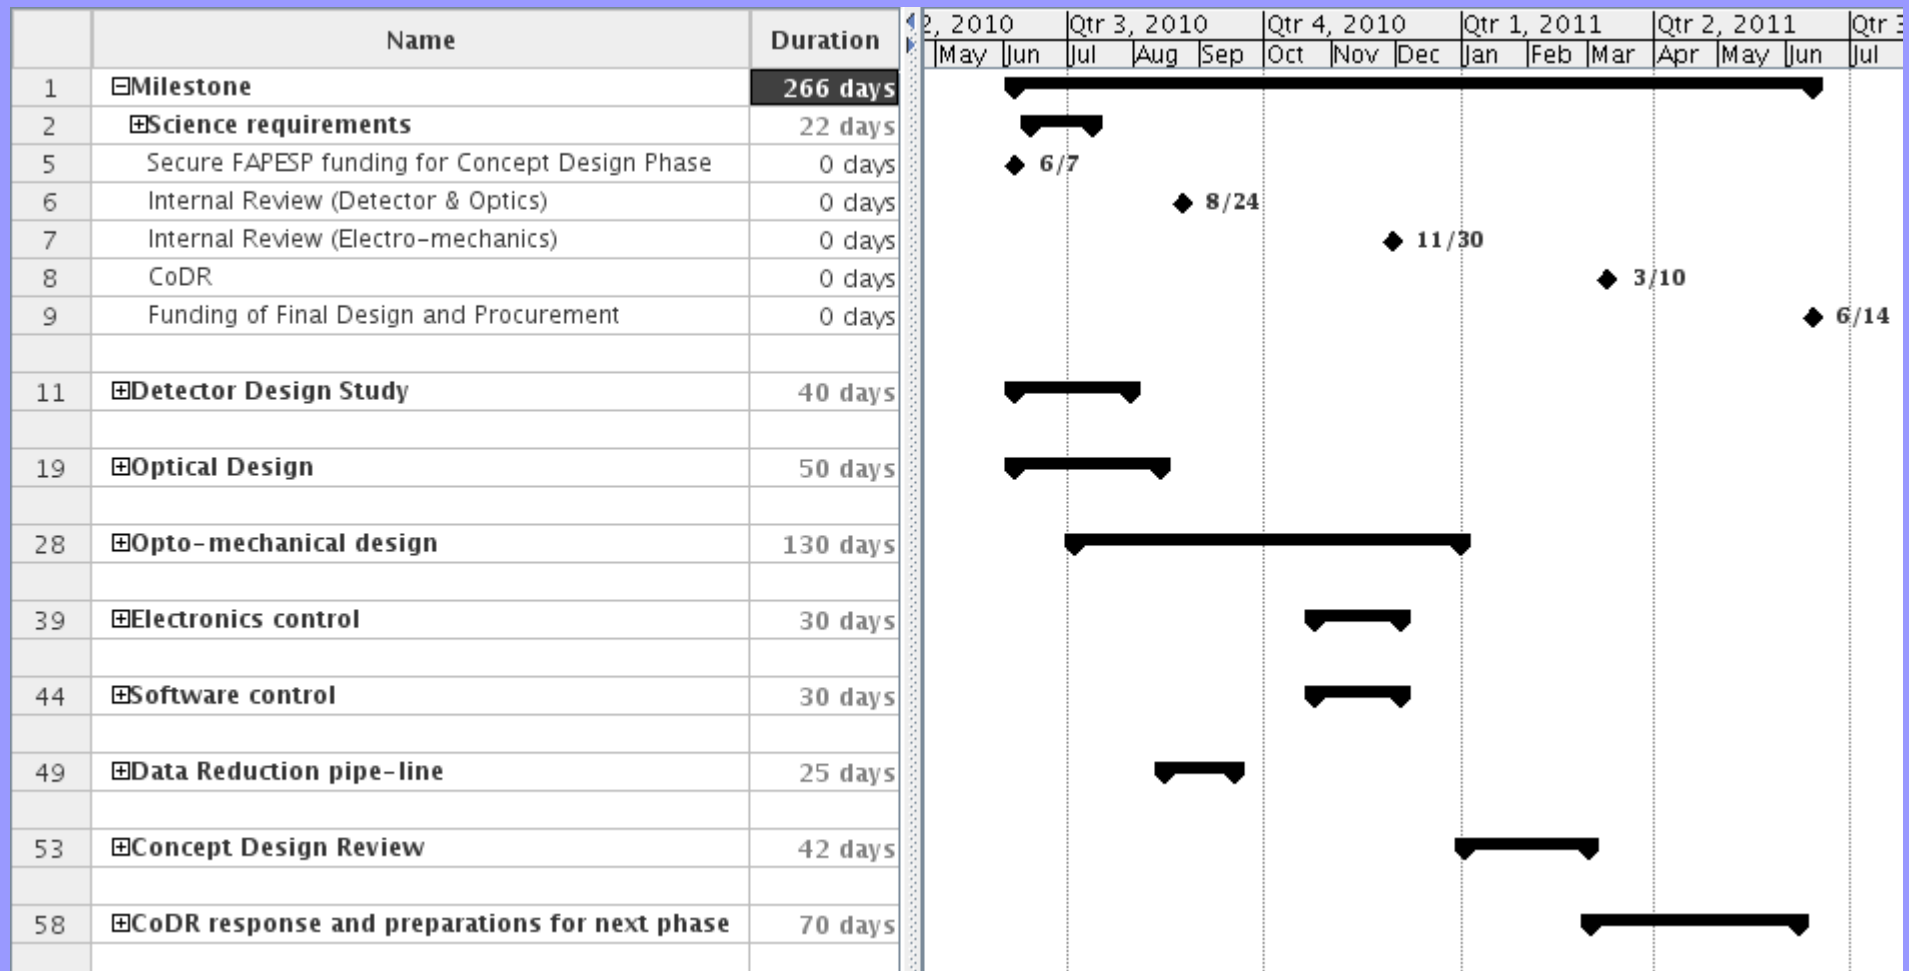 Name Duration 2, 2010 Qtr 3, 2010 Qtr 4, 2010 Qtr 1, 2011 Qtr 2, 2011 Qtr 3
May Jun Jul Aug Sep Oct Nov Dec Jan Feb Mar Apr May Jun Jul
1 Milestone 266 days
2 Science requirements 22 days
5 Secure FAPESP funding for Concept Design Phase 0 days 6/7
6 Internal Review (Detector & Optics) 0 days 8/24
7 Internal Review (Electro-mechanics) 0 days 11/30
8 CoDR 0 days 3/10
9 Funding of Final Design and Procurement 0 days 6/14
11 Detector Design Study 40 days
19 Optical Design 50 days
28 Opto-mechanical design 130 days
39 Electronics control 30 days
44 Software control 30 days
49 Data Reduction pipe-line 25 days
53 Concept Design Review 42 days
58 CoDR response and preparations for next phase 70 days